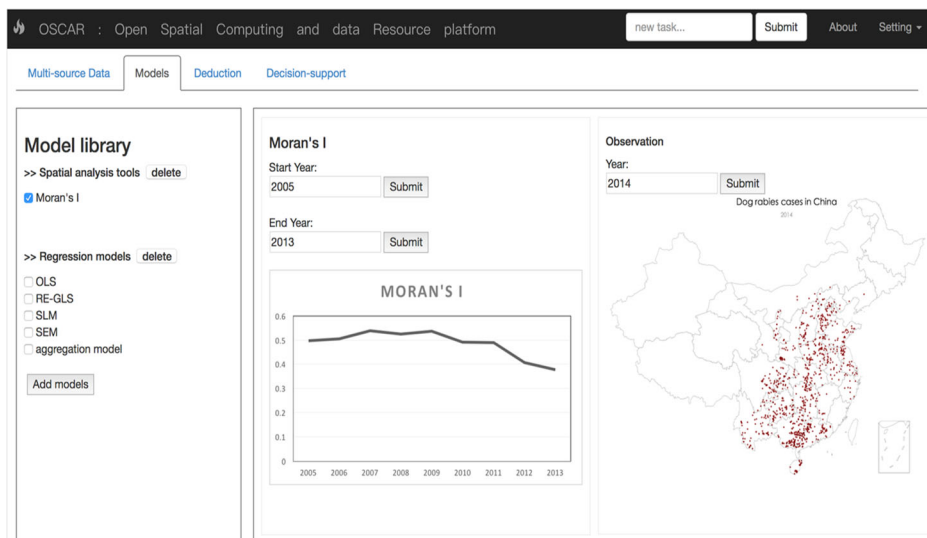 OSCAR : Open Spatial Computing and data Resource platform
new task...
Submit
About
Setting
Multi-source Data
Models
Deduction
Decision-support
Model library
>> Spatial analysis tools
delete
Moran's I
>> Regression models
delete
OLS
RE-GLS
SLM
SEM
aggregation model
Add models
Moran's I
Start Year:
2005
Submit
End Year:
2013
Submit
MORAN'S I
0.6
0.5
0.4
0.3
0.2
0.1
0
2005 2006 2007 2008 2009 2010 2011 2012 2013
Observation
Year:
2014
Submit
Dog rabies cases in China
2014